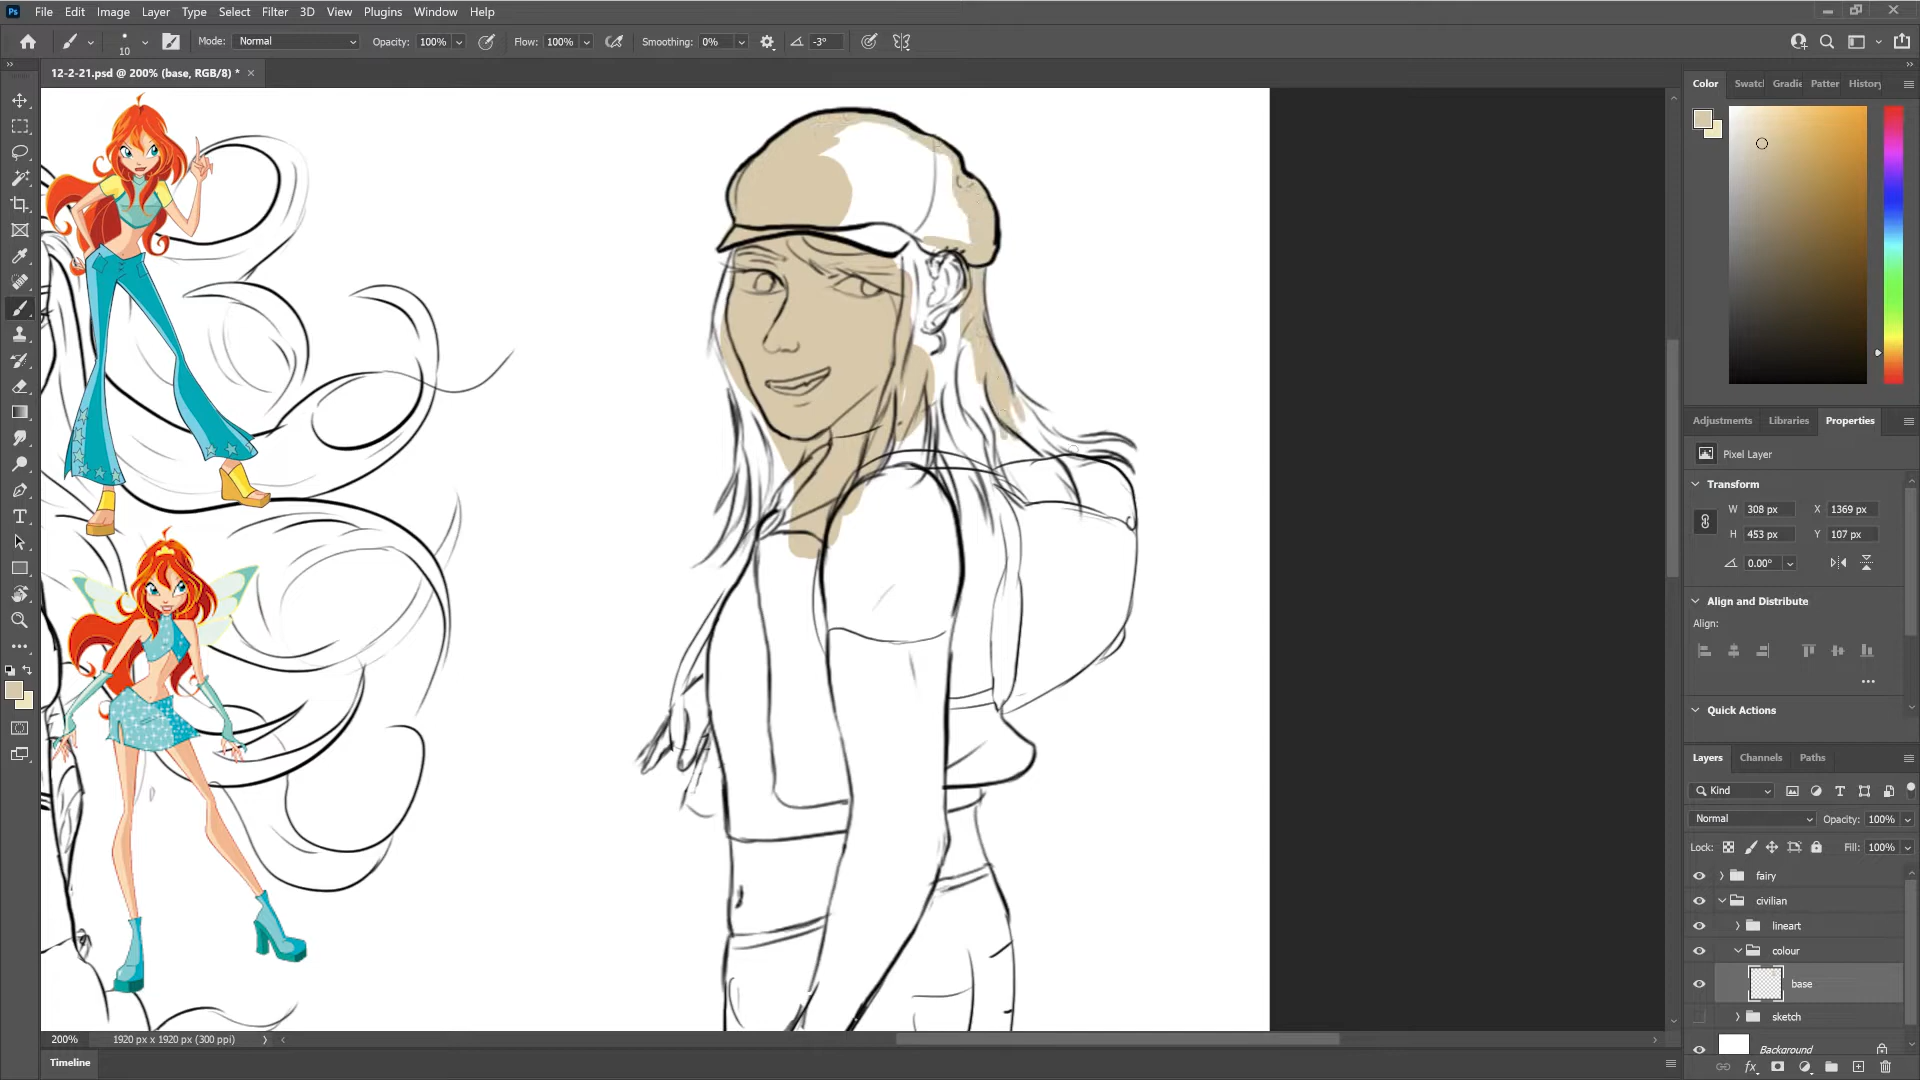 Ps File Edit Image Layer Type Select Filter 3D View Plugins Window Help
10 Mode: Normal Opacity: 100% Flow: 100% Smoothing: 0% -3°
12-2-21.psd @ 200% (base, RGB/8) *
Color Swatc Gradie Patter History
Adjustments Libraries Properties
Pixel Layer
Transform
W 308 px X 1369 px
H 453 px Y 107 px
0.00°
Align and Distribute
Align:
Quick Actions
Layers Channels Paths
Kind
Normal Opacity: 100%
Lock: Fill: 100%
fairy
civilian
lineart
colour
base
sketch
Background
200% 1920 px x 1920 px (300 ppi)
Timeline